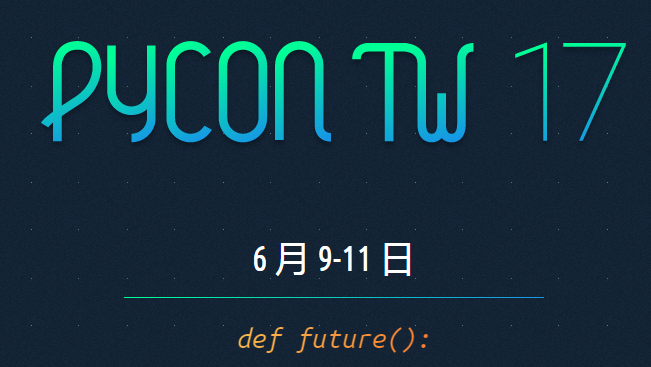 PYCON TW 17
6 月 9-11 日
def future():